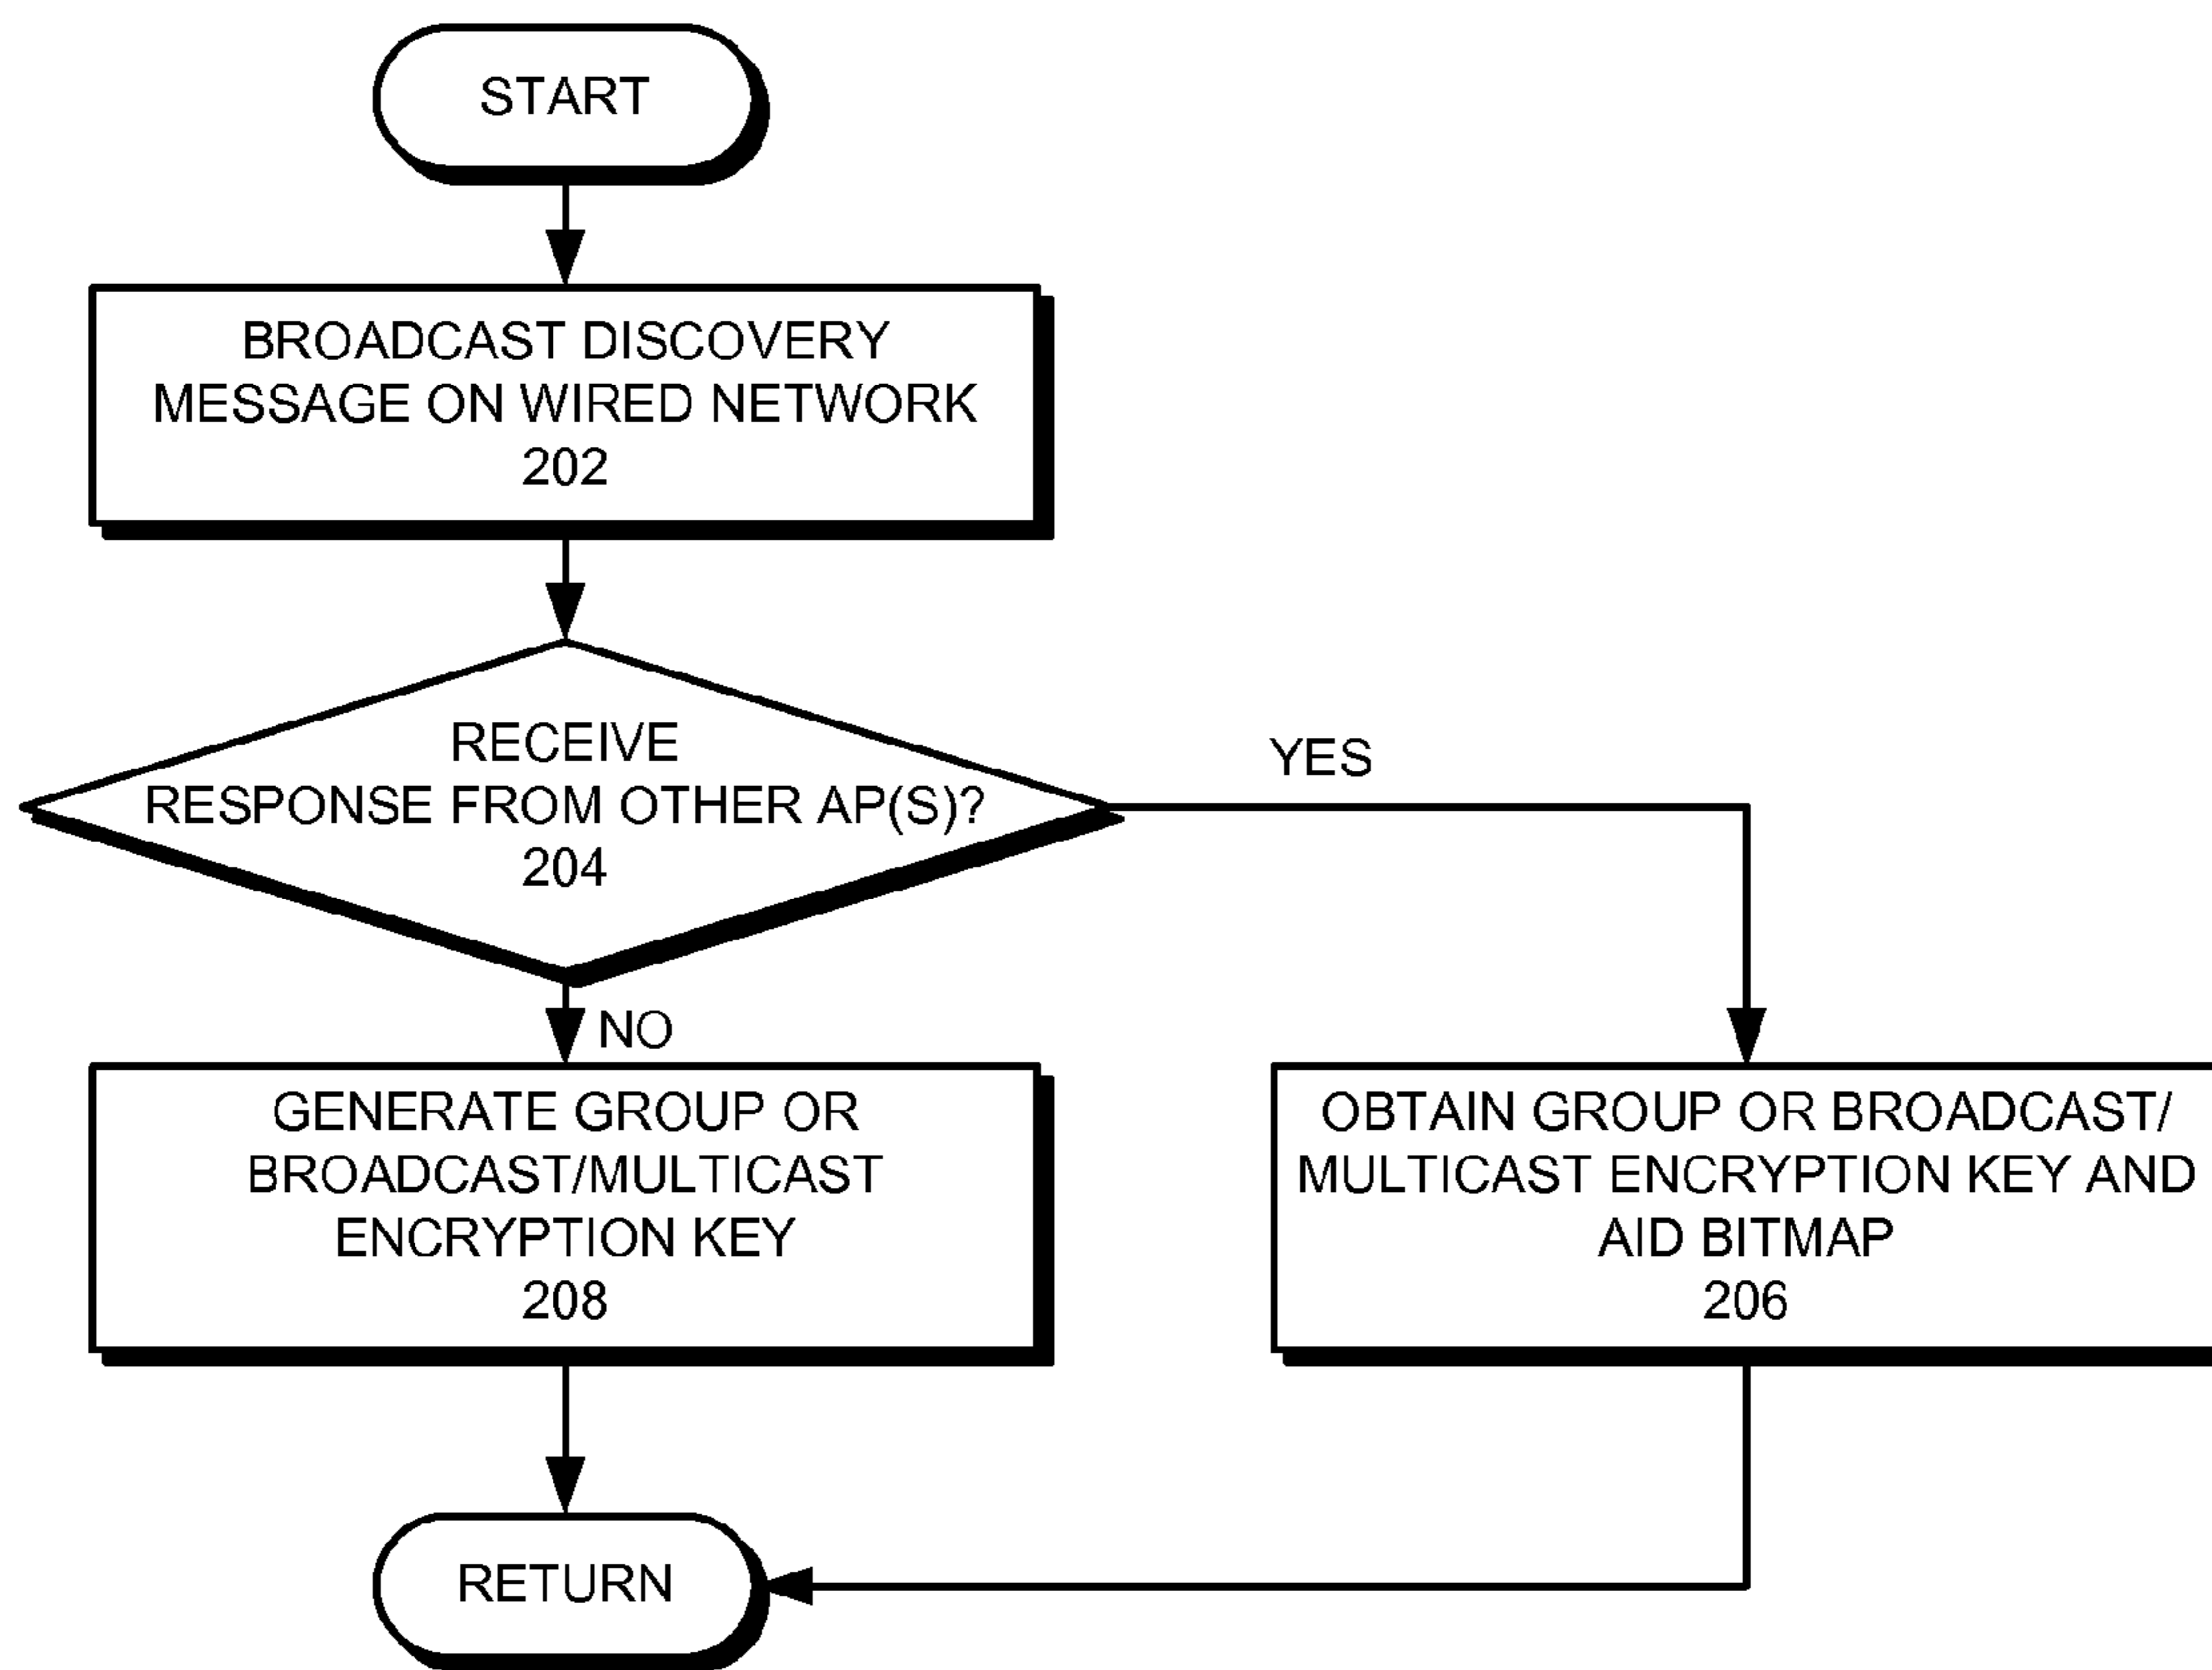 START
BROADCAST DISCOVERY
MESSAGE ON WIRED NETWORK
202
RECEIVE
RESPONSE FROM OTHER AP(S)?
204
YES
NO
GENERATE GROUP OR
BROADCAST/MULTICAST
ENCRYPTION KEY
208
OBTAIN GROUP OR BROADCAST/
MULTICAST ENCRYPTION KEY AND
AID BITMAP
206
RETURN